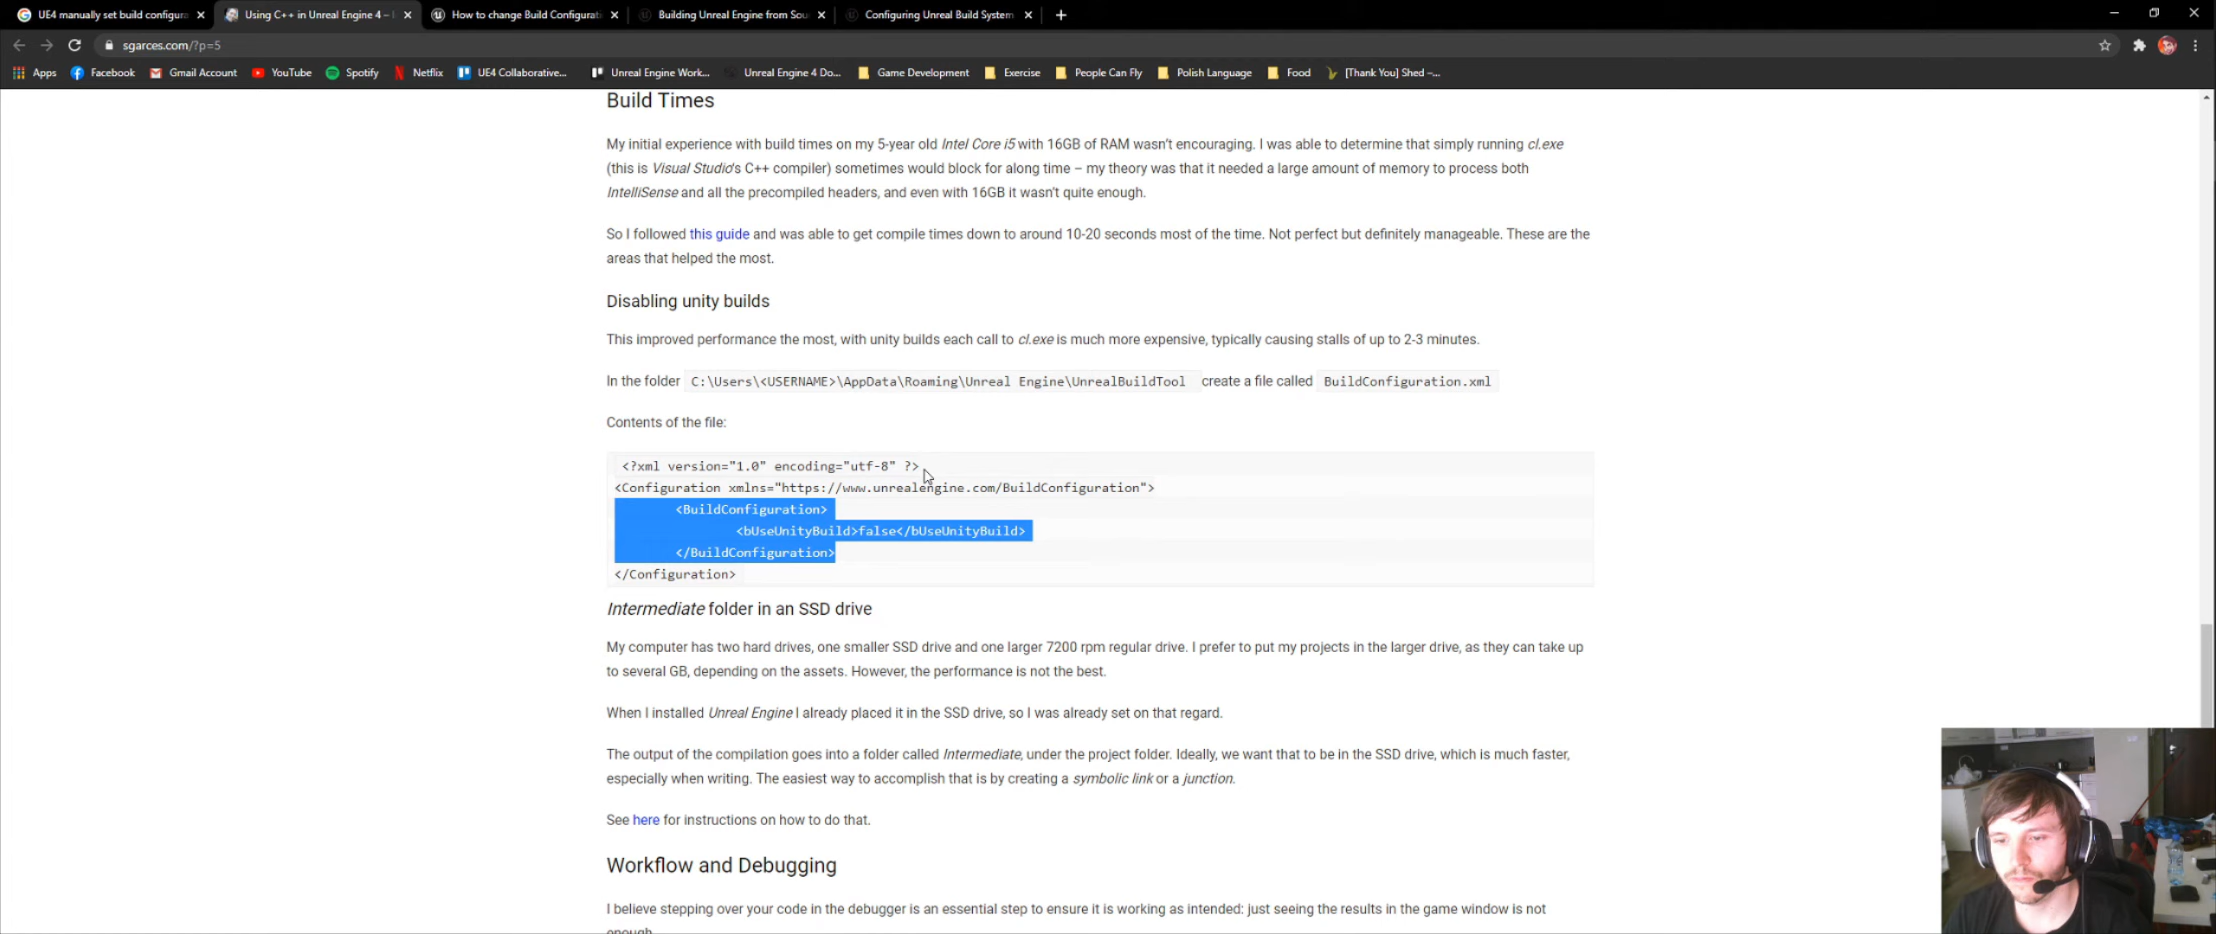 UE4 manually set build configura
Using C++ in Unreal Engine 4 –
How to change Build Configurati
Building Unreal Engine from Sou
Configuring Unreal Build System
sgarces.com/?p=5
Apps
Facebook
Gmail Account
YouTube
Spotify
Netflix
UE4 Collaborative...
Unreal Engine Work...
Unreal Engine 4 Do...
Game Development
Exercise
People Can Fly
Polish Language
Food
[Thank You] Shed –...
Build Times
My initial experience with build times on my 5-year old Intel Core i5 with 16GB of RAM wasn't encouraging. I was able to determine that simply running cl.exe
(this is Visual Studio's C++ compiler) sometimes would block for along time – my theory was that it needed a large amount of memory to process both
IntelliSense and all the precompiled headers, and even with 16GB it wasn't quite enough.
So I followed this guide and was able to get compile times down to around 10-20 seconds most of the time. Not perfect but definitely manageable. These are the
areas that helped the most.
Disabling unity builds
This improved performance the most, with unity builds each call to cl.exe is much more expensive, typically causing stalls of up to 2-3 minutes.
In the folder C:\Users\<USERNAME>\AppData\Roaming\Unreal Engine\UnrealBuildTool create a file called BuildConfiguration.xml
Contents of the file:
<?xml version="1.0" encoding="utf-8" ?>
<Configuration xmlns="https://www.unrealengine.com/BuildConfiguration">
<BuildConfiguration>
<bUseUnityBuild>false</bUseUnityBuild>
</BuildConfiguration>
</Configuration>
Intermediate folder in an SSD drive
My computer has two hard drives, one smaller SSD drive and one larger 7200 rpm regular drive. I prefer to put my projects in the larger drive, as they can take up
to several GB, depending on the assets. However, the performance is not the best.
When I installed Unreal Engine I already placed it in the SSD drive, so I was already set on that regard.
The output of the compilation goes into a folder called Intermediate, under the project folder. Ideally, we want that to be in the SSD drive, which is much faster,
especially when writing. The easiest way to accomplish that is by creating a symbolic link or a junction.
See here for instructions on how to do that.
Workflow and Debugging
I believe stepping over your code in the debugger is an essential step to ensure it is working as intended: just seeing the results in the game window is not
enough.